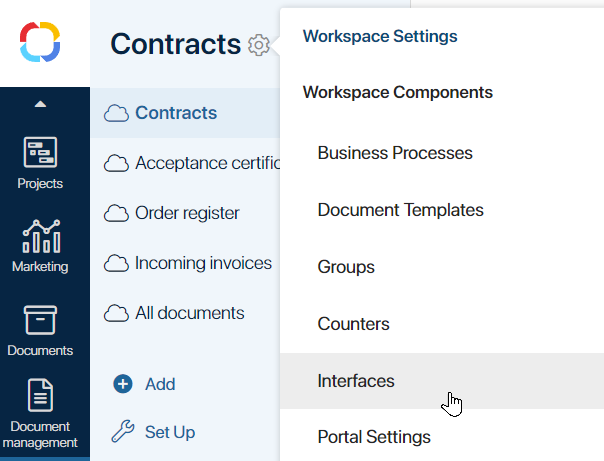 Projects
Marketing
Documents
Document
management
Contracts
Contracts
Acceptance certific
Order register
Incoming invoices
All documents
Add
Set Up
Workspace Settings
Workspace Components
Business Processes
Document Templates
Groups
Counters
Interfaces
Portal Settings